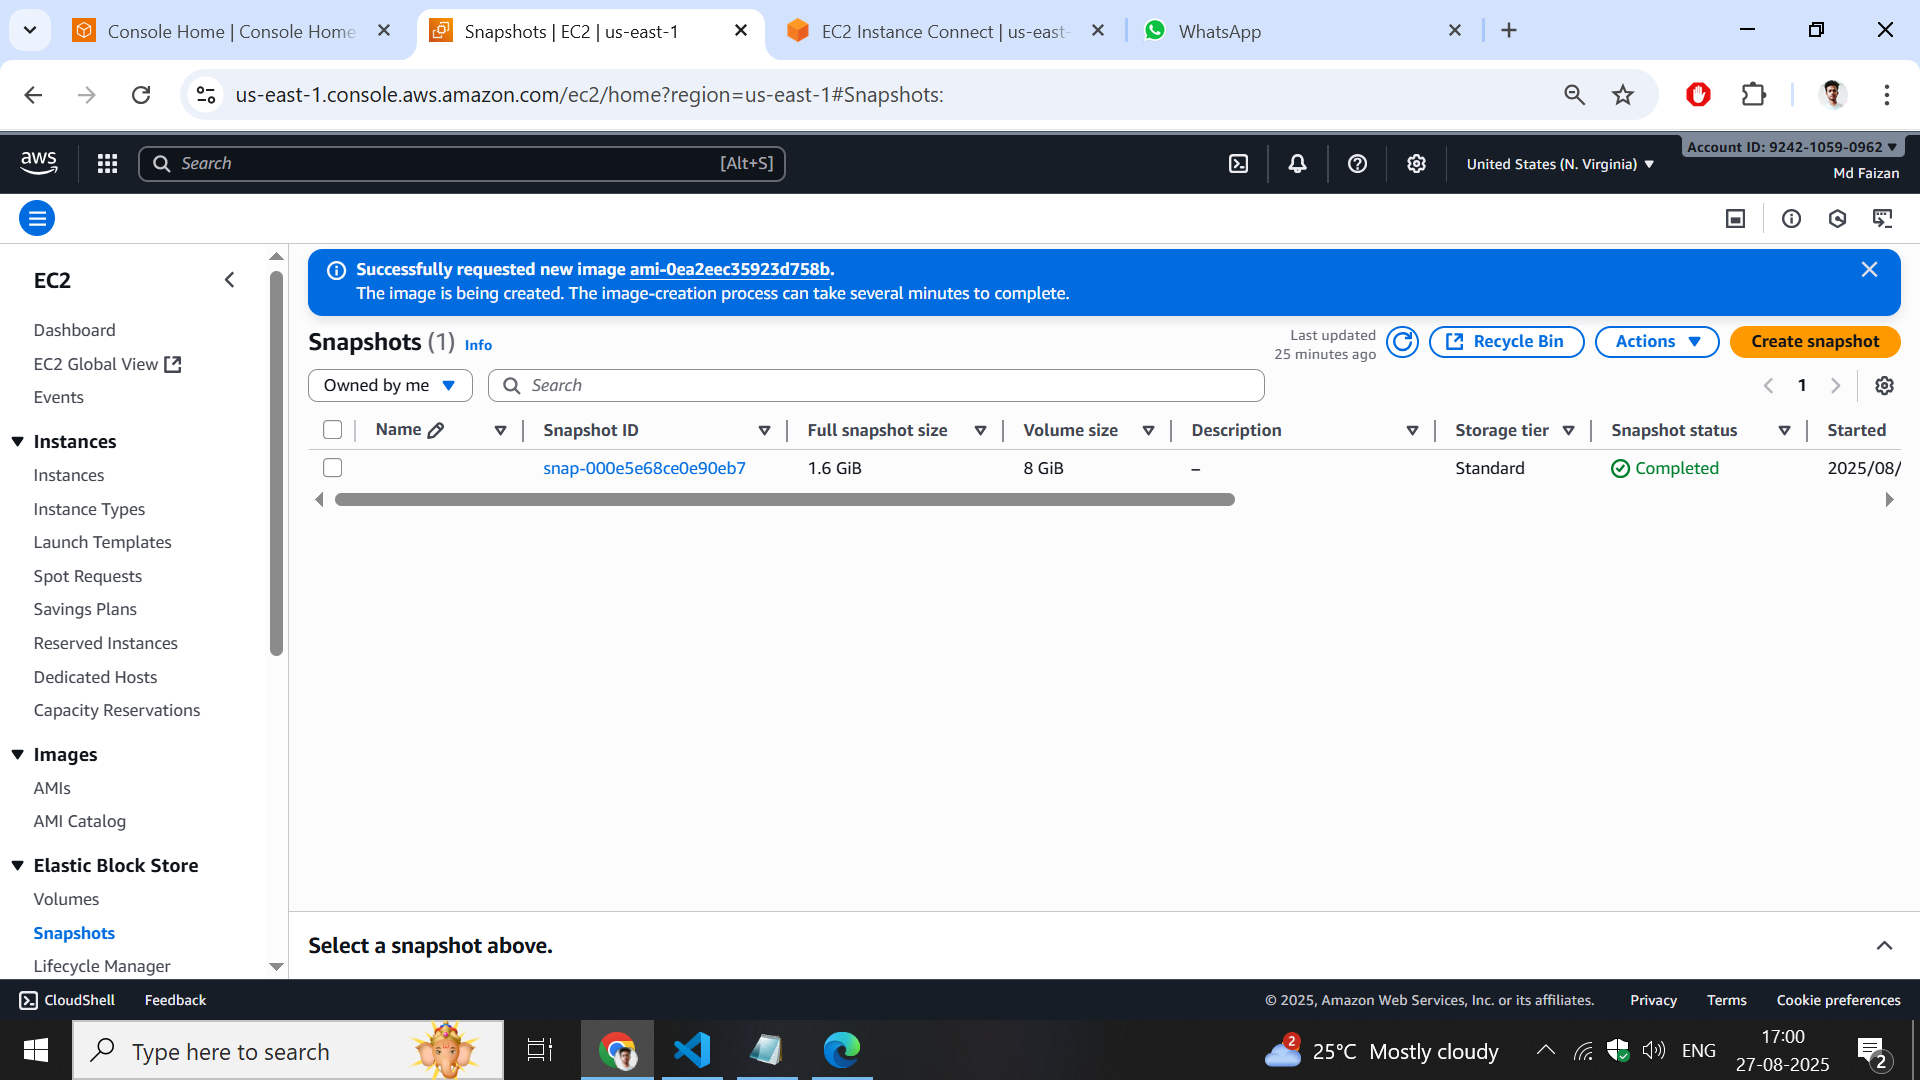 Console Home | Console Home
Snapshots | EC2 | us-east-1
EC2 Instance Connect | us-east-
WhatsApp
us-east-1.console.aws.amazon.com/ec2/home?region=us-east-1#Snapshots:
aws
Search
[Alt+S]
United States (N. Virginia)
Account ID: 9242-1059-0962
Md Faizan
EC2
Dashboard
EC2 Global View
Events
Instances
Instances
Instance Types
Launch Templates
Spot Requests
Savings Plans
Reserved Instances
Dedicated Hosts
Capacity Reservations
Images
AMIs
AMI Catalog
Elastic Block Store
Volumes
Snapshots
Lifecycle Manager
Successfully requested new image ami-0ea2eec35923d758b.
The image is being created. The image-creation process can take several minutes to complete.
Snapshots (1) Info
Last updated
25 minutes ago
Recycle Bin
Actions
Create snapshot
Owned by me
Search
1
Name Snapshot ID Full snapshot size Volume size Description Storage tier Snapshot status Started
snap-000e5e68ce0e90eb7 1.6 GiB 8 GiB – Standard Completed 2025/08/
Select a snapshot above.
CloudShell Feedback
© 2025, Amazon Web Services, Inc. or its affiliates. Privacy Terms Cookie preferences
Type here to search
2
25°C Mostly cloudy
ENG
17:00
27-08-2025
2